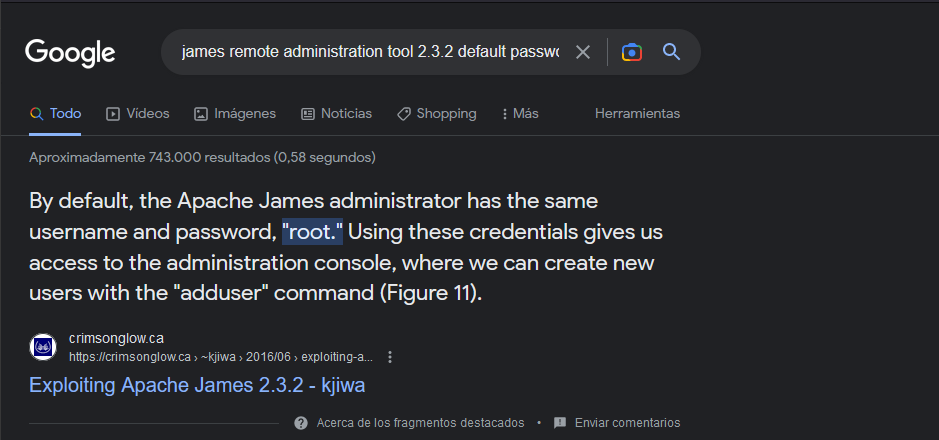 Google
james remote administration tool 2.3.2 default passwo
Todo Vídeos Imágenes Noticias Shopping Más Herramientas
Aproximadamente 743.000 resultados (0,58 segundos)
By default, the Apache James administrator has the same
username and password, "root." Using these credentials gives us
access to the administration console, where we can create new
users with the "adduser" command (Figure 11).
crimsonglow.ca
https://crimsonglow.ca › ~kjiwa › 2016/06 › exploiting-a...
Exploiting Apache James 2.3.2 - kjiwa
Acerca de los fragmentos destacados • Enviar comentarios